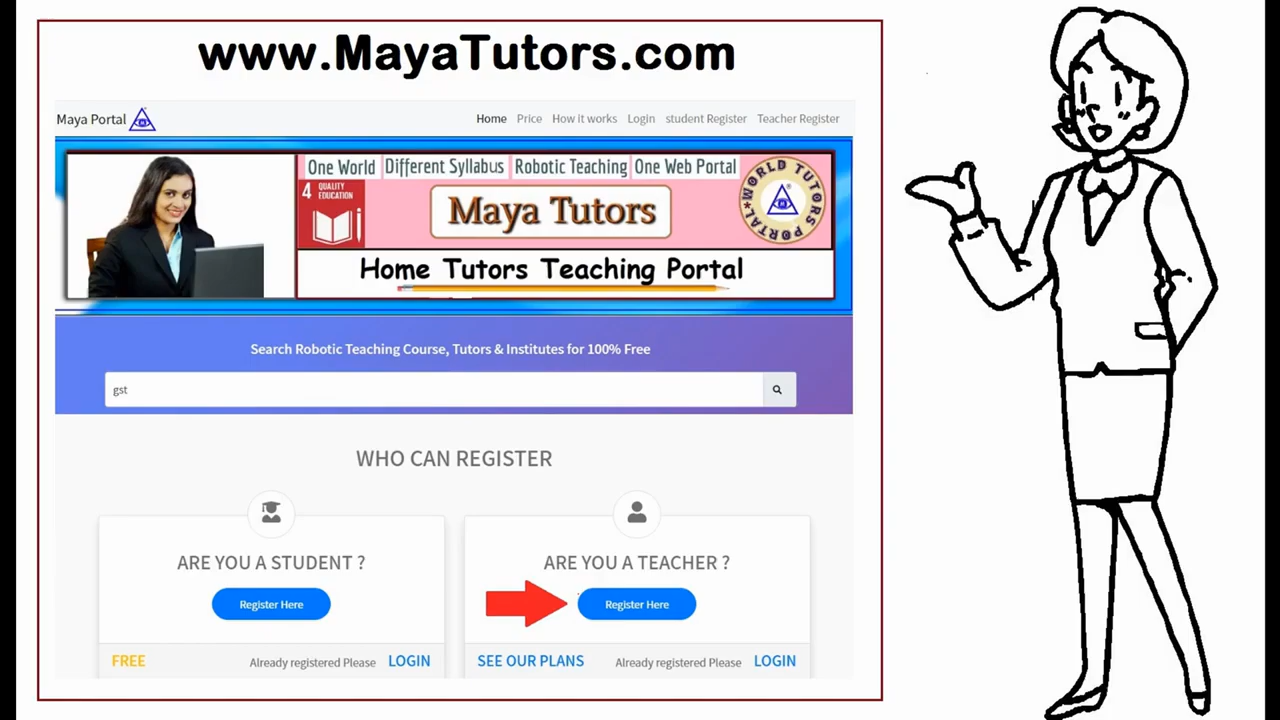 www.MayaTutors.com
Maya Portal
Home Price How it works Login student Register Teacher Register
One World Different Syllabus Robotic Teaching One Web Portal
4 QUALITY EDUCATION
Maya Tutors
WORLD TUTORS PORTAL
Home Tutors Teaching Portal
Search Robotic Teaching Course, Tutors & Institutes for 100% Free
gst
WHO CAN REGISTER
ARE YOU A STUDENT ? ARE YOU A TEACHER ?
Register Here Register Here
FREE Already registered Please LOGIN SEE OUR PLANS Already registered Please LOGIN